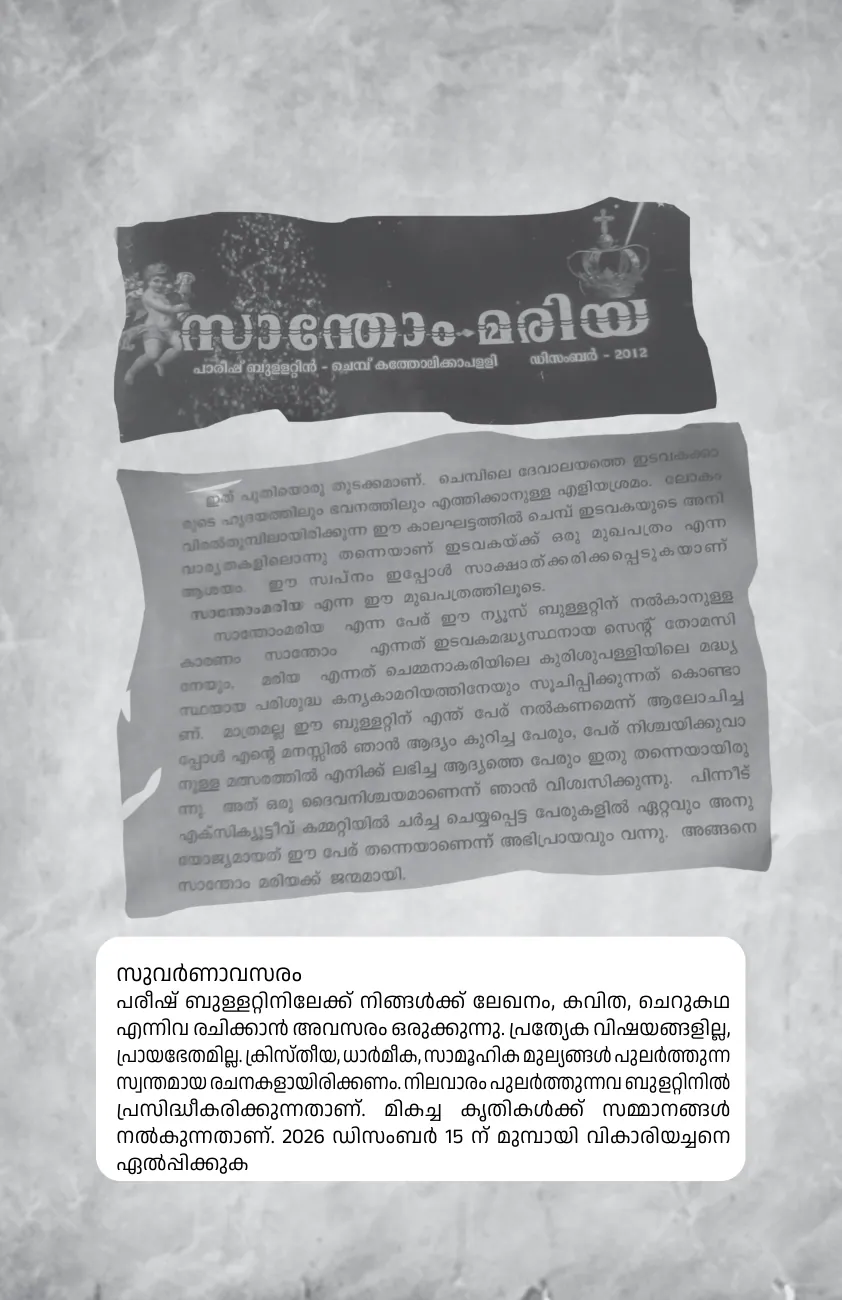 സാന്തോം-മരിയ
പാരിഷ് ബുള്ളറ്റിൻ - ചെമ്പ് കത്തോലിക്കാപള്ളി ഡിസംബർ - 2012
ഇത് പുതിയൊരു തുടക്കമാണ്. ചെമ്പിലെ ദേവാലയത്തെ ഇടവകക്കാ
രുടെ ഹൃദയത്തിലും ഭവനത്തിലും എത്തിക്കാനുള്ള എളിയശ്രമം. ലോകം
വിരൽതുമ്പിലായിരിക്കുന്ന ഈ കാലഘട്ടത്തിൽ ചെമ്പ് ഇടവകയുടെ അനി
വാര്യതകളിലൊന്നു തന്നെയാണ് ഇടവകയ്ക്ക് ഒരു മുഖപത്രം എന്ന
ആശയം. ഈ സ്വപ്നം ഇപ്പോൾ സാക്ഷാത്ക്കരിക്കപ്പെടുകയാണ്
സാന്തോംമരിയ എന്ന ഈ മുഖപത്രത്തിലൂടെ.
സാന്തോംമരിയ എന്ന പേര് ഈ ന്യൂസ് ബുള്ളറ്റിന് നൽകാനുള്ള
കാരണം സാന്തോം എന്നത് ഇടവകമദ്ധ്യസ്ഥനായ സെന്റ് തോമസി
നേയും, മരിയ എന്നത് ചെമ്മനാകരിയിലെ കുരിശുപള്ളിയിലെ മദ്ധ്യ
സ്ഥയായ പരിശുദ്ധ കന്യകാമറിയത്തിനേയും സൂചിപ്പിക്കുന്നത് കൊണ്ടാ
ണ്. മാത്രമല്ല ഈ ബുള്ളറ്റിന് എന്ത് പേര് നൽകണമെന്ന് ആലോചിച്ച
പ്പോൾ എന്റെ മനസ്സിൽ ഞാൻ ആദ്യം കുറിച്ച പേരും, പേര് നിശ്ചയിക്കുവാ
നുള്ള മത്സരത്തിൽ എനിക്ക് ലഭിച്ച ആദ്യത്തെ പേരും ഇതു തന്നെയായിരു
ന്നു. അത് ഒരു ദൈവനിശ്ചയമാണെന്ന് ഞാൻ വിശ്വസിക്കുന്നു. പിന്നീട്
എക്സിക്യൂട്ടീവ് കമ്മറ്റിയിൽ ചർച്ച ചെയ്യപ്പെട്ട പേരുകളിൽ ഏറ്റവും അനു
യോജ്യമായത് ഈ പേര് തന്നെയാണെന്ന് അഭിപ്രായവും വന്നു. അങ്ങനെ
സാന്തോം മരിയക്ക് ജന്മമായി.
സുവർണാവസരം
പരീഷ് ബുള്ളറ്റിനിലേക്ക് നിങ്ങൾക്ക് ലേഖനം, കവിത, ചെറുകഥ
എന്നിവ രചിക്കാൻ അവസരം ഒരുക്കുന്നു. പ്രത്യേക വിഷയങ്ങളില്ല,
പ്രായഭേതമില്ല. ക്രിസ്തീയ, ധാർമീക, സാമൂഹിക മുല്യങ്ങൾ പുലർത്തുന്ന
സ്വന്തമായ രചനകളായിരിക്കണം. നിലവാരം പുലർത്തുന്നവ ബുളറ്റിനിൽ
പ്രസിദ്ധീകരിക്കുന്നതാണ്. മികച്ച കൃതികൾക്ക് സമ്മാനങ്ങൾ
നൽകുന്നതാണ്. 2026 ഡിസംബർ 15 ന് മുമ്പായി വികാരിയച്ചനെ
ഏൽപ്പിക്കുക